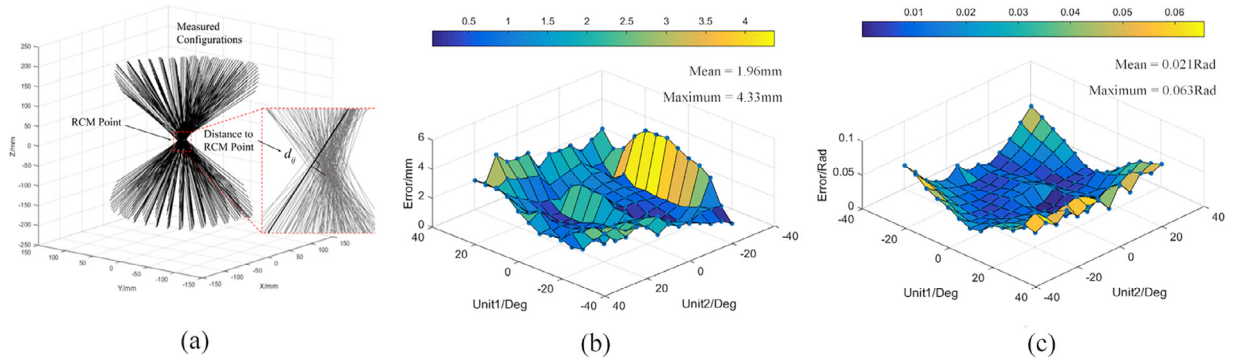 Measured
Configurations
RCM Point
Distance to
RCM Point
d_ij
Z/mm
250
200
150
100
50
0
-50
-100
-150
-200
-250
150
100
50
0
-50
-100
-150
Y/mm
-150
-100
-50
0
50
100
150
X/mm
(a)
0.5 1 1.5 2 2.5 3 3.5 4
Mean = 1.96mm
Maximum = 4.33mm
Error/mm
6
4
2
0
40
20
0
-20
-40
Unit1/Deg
40
20
0
-20
-40
Unit2/Deg
(b)
0.01 0.02 0.03 0.04 0.05 0.06
Mean = 0.021Rad
Maximum = 0.063Rad
Error/Rad
0.1
0.05
0
-40
-20
0
20
40
Unit1/Deg
-40
-20
0
20
40
Unit2/Deg
(c)